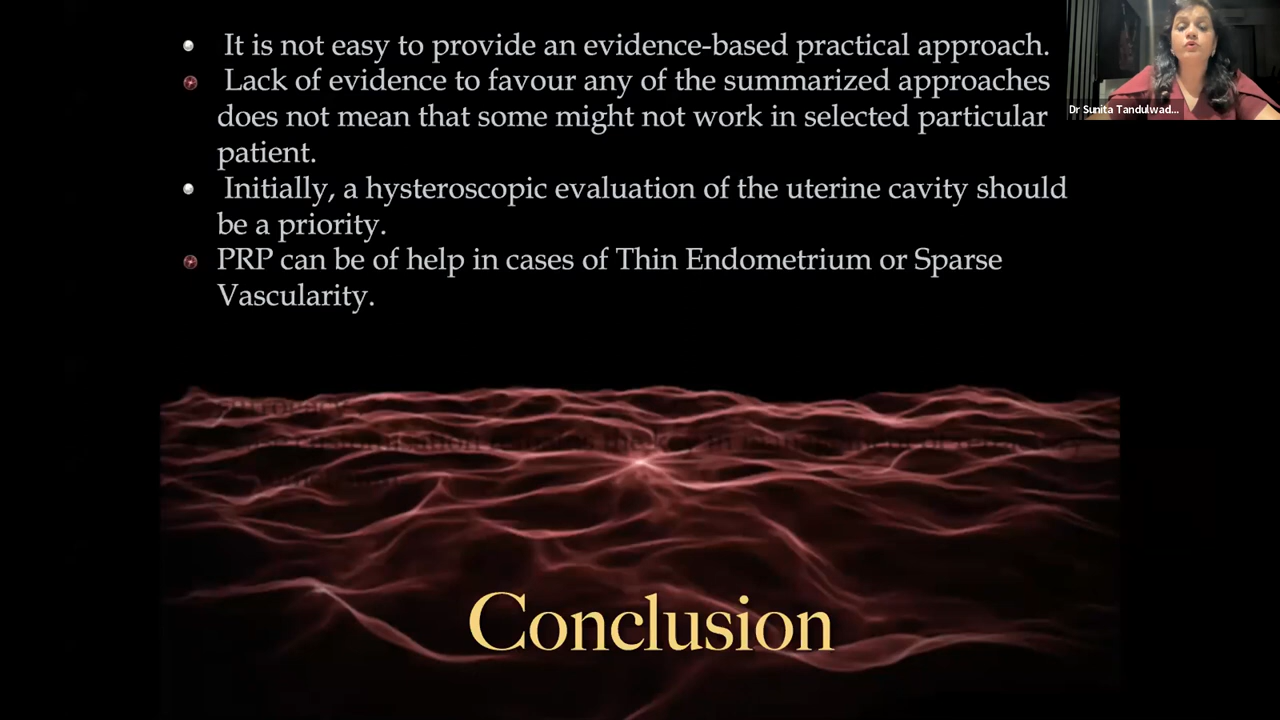 It is not easy to provide an evidence-based practical approach.
Lack of evidence to favour any of the summarized approaches
does not mean that some might not work in selected particular
patient.
Initially, a hysteroscopic evaluation of the uterine cavity should
be a priority.
PRP can be of help in cases of Thin Endometrium or Sparse
Vascularity.
Dr Sunita Tandulwad...
Conclusion